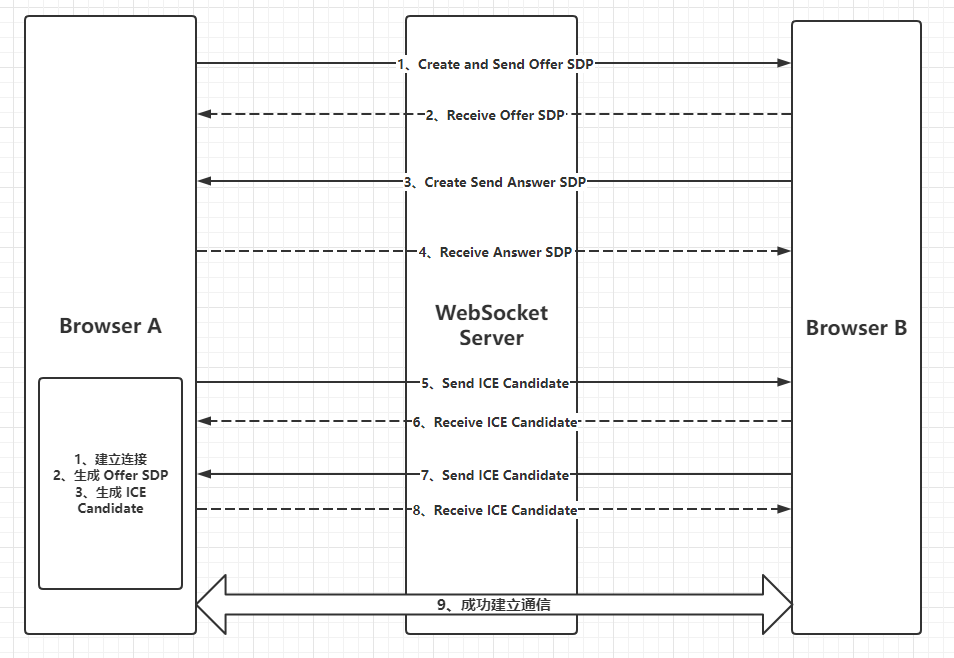 1、Create and Send Offer SDP
2、Receive Offer SDP
3、Create Send Answer SDP
4、Receive Answer SDP
Browser A
WebSocket
Server
Browser B
5、Send ICE Candidate
6、Receive ICE Candidate
7、Send ICE Candidate
8、Receive ICE Candidate
1、建立连接
2、生成 Offer SDP
3、生成 ICE
Candidate
9、成功建立通信